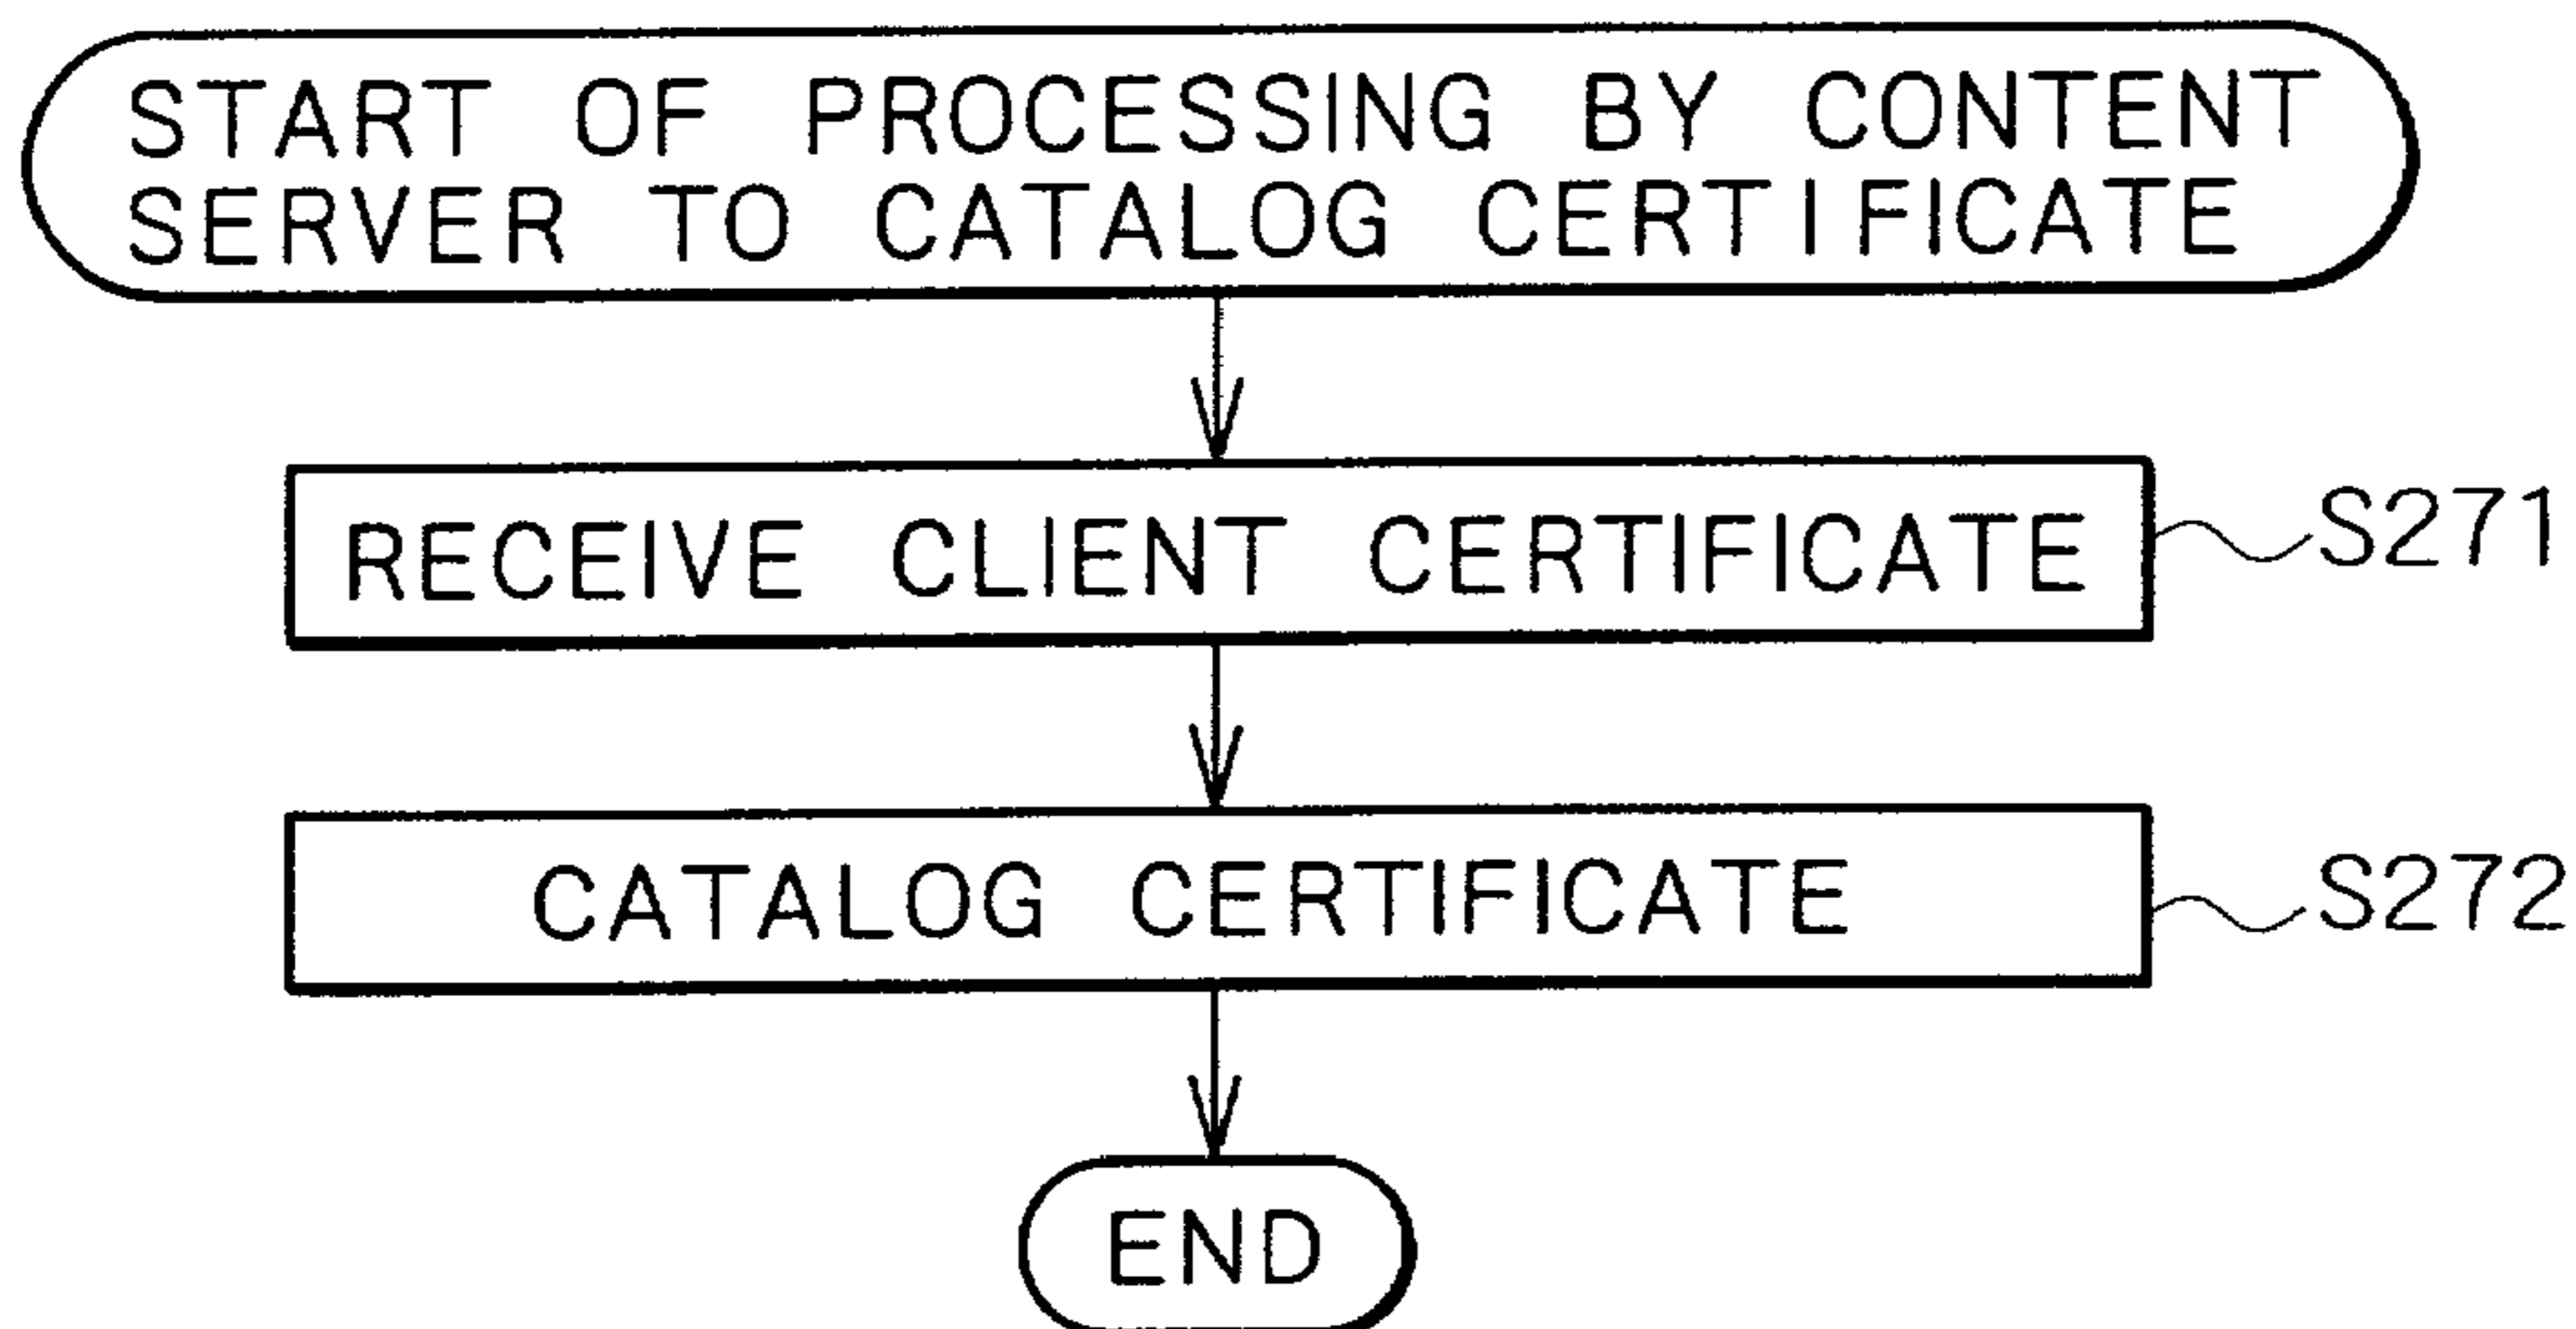 START OF PROCESSING BY CONTENT
SERVER TO CATALOG CERTIFICATE
RECEIVE CLIENT CERTIFICATE
S271
CATALOG CERTIFICATE
S272
END